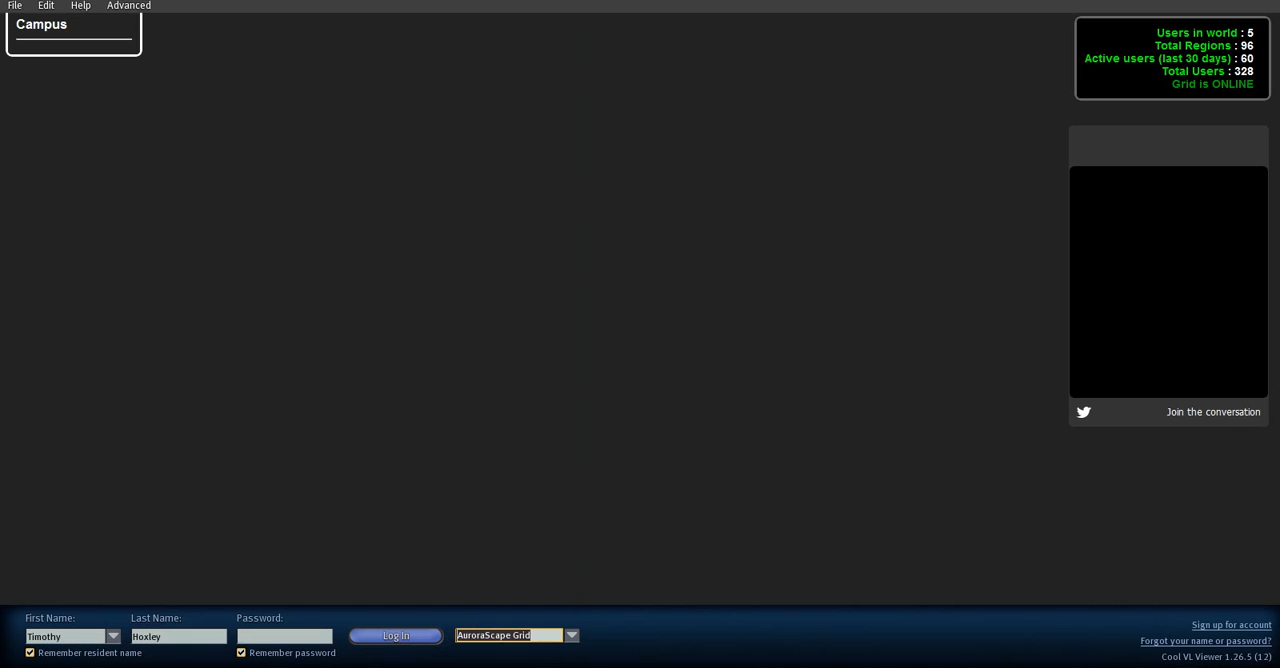 File Edit Help Advanced
Campus
Users in world : 5
Total Regions : 96
Active users (last 30 days) : 60
Total Users : 328
Grid is ONLINE
Join the conversation
First Name: Last Name: Password:
Timothy Hoxley Log In AuroraScape Grid
Remember resident name Remember password
Sign up for account
Forgot your name or password?
Cool VL Viewer 1.26.5 (12)